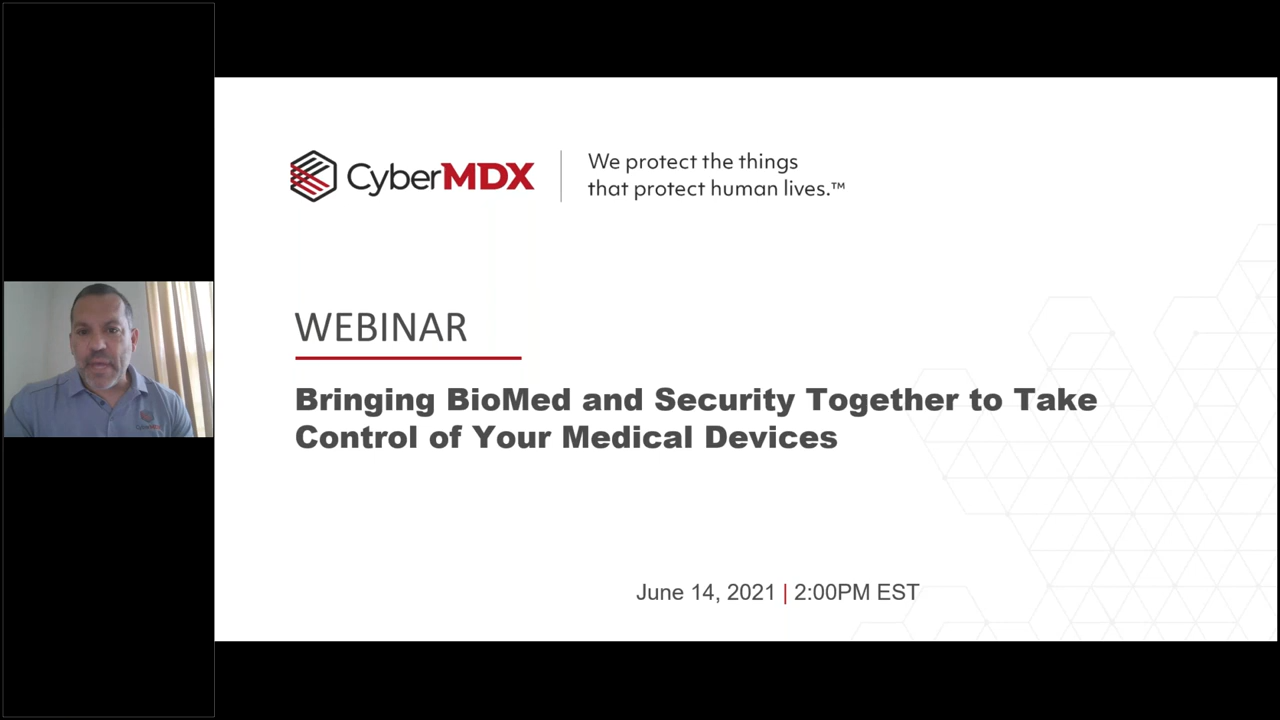 CyberMDX
We protect the things
that protect human lives.™
WEBINAR
Bringing BioMed and Security Together to Take
Control of Your Medical Devices
June 14, 2021 | 2:00PM EST